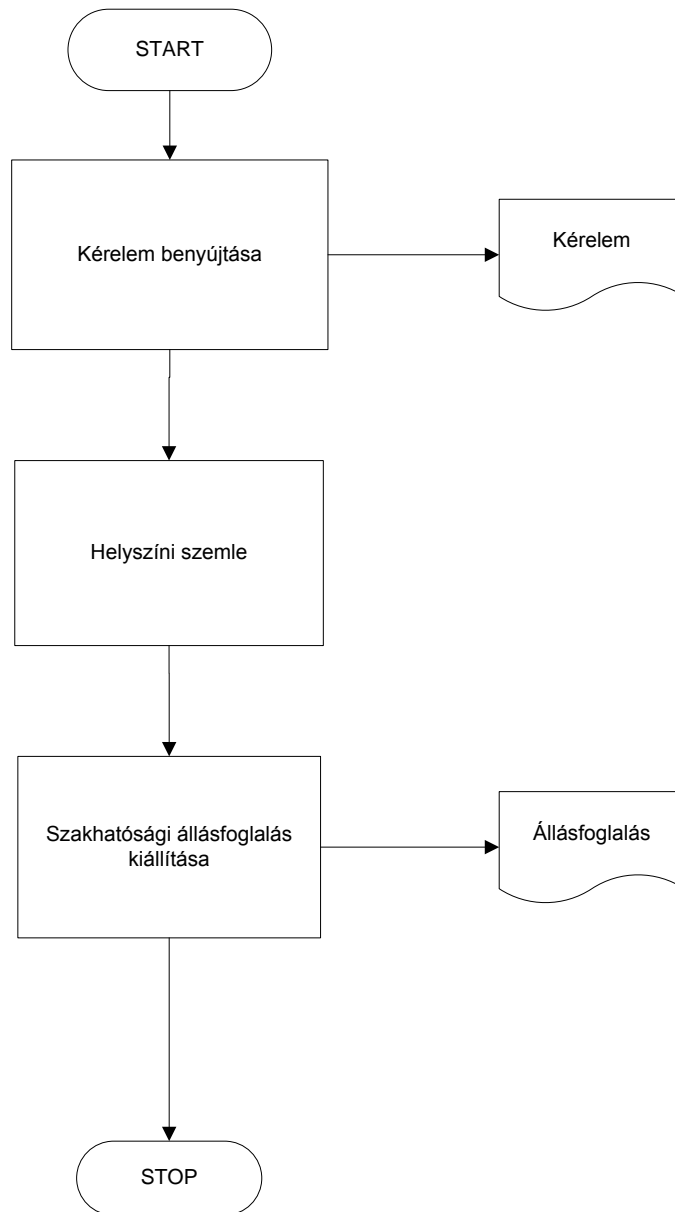 START
Kérelem benyújtása
Kérelem
Helyszíni szemle
Szakhatósági állásfoglalás
kiállítása
Állásfoglalás
STOP